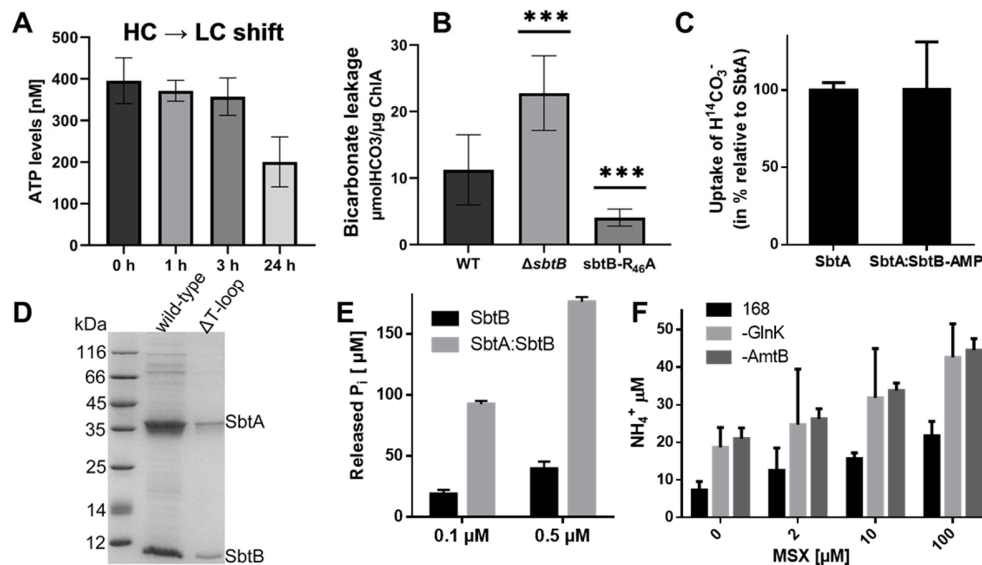 A
HC → LC shift
ATP levels [nM]
500
400
300
200
100
0
0 h
1 h
3 h
24 h
B
Bicarbonate leakage
µmolHCO3/µg ChlA
30
20
10
0
***
***
WT
ΔsbtB
sbtB-R46A
C
Uptake of H14CO3-
(in % relative to SbtA)
100
50
0
SbtA
SbtA:SbtB-AMP
D
kDa
wild-type
ΔT-loop
116
66
45
35
25
14
12
SbtA
SbtB
E
SbtB
SbtA:SbtB
Released Pi [ µM]
150
100
50
0
0.1 µM
0.5 µM
F
168
-GlnK
-AmtB
NH4+ µM
60
50
40
30
20
10
0
0
2
10
100
MSX [µM]